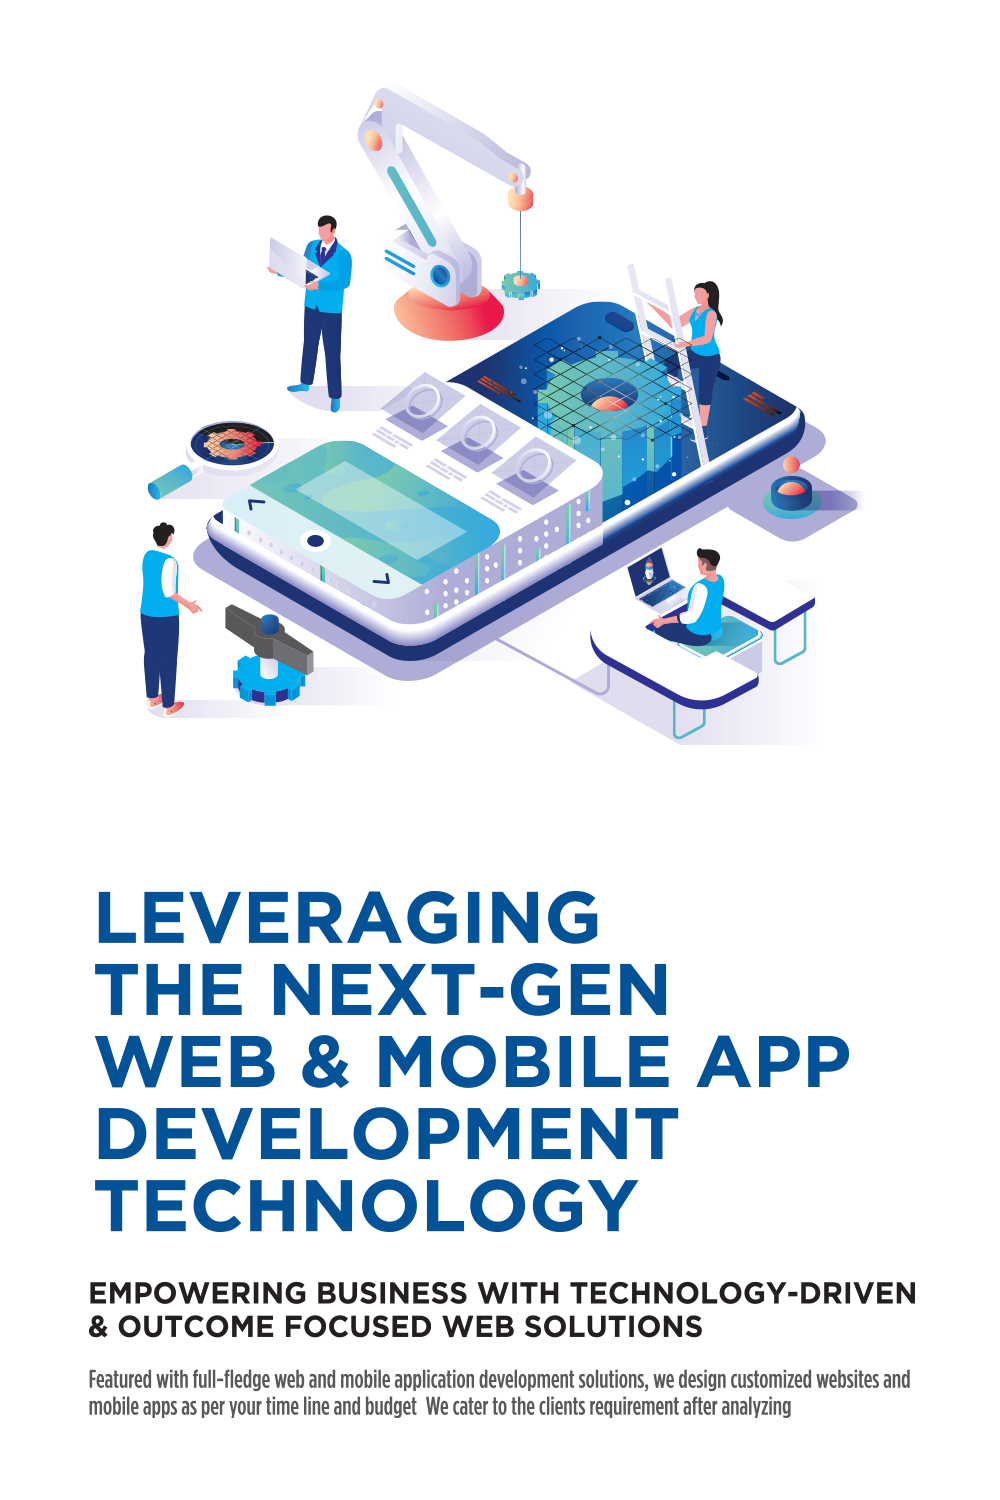 LEVERAGING
THE NEXT-GEN
WEB & MOBILE APP
DEVELOPMENT
TECHNOLOGY
EMPOWERING BUSINESS WITH TECHNOLOGY-DRIVEN
& OUTCOME FOCUSED WEB SOLUTIONS
Featured with full-fledge web and mobile application development solutions, we design customized websites and
mobile apps as per your time line and budget  We cater to the clients requirement after analyzing